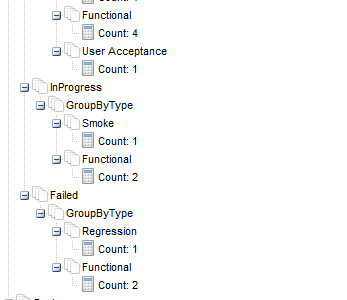 Functional
Count: 4
User Acceptance
Count: 1
InProgress
GroupByType
Smoke
Count: 1
Functional
Count: 2
Failed
GroupByType
Regression
Count: 1
Functional
Count: 2